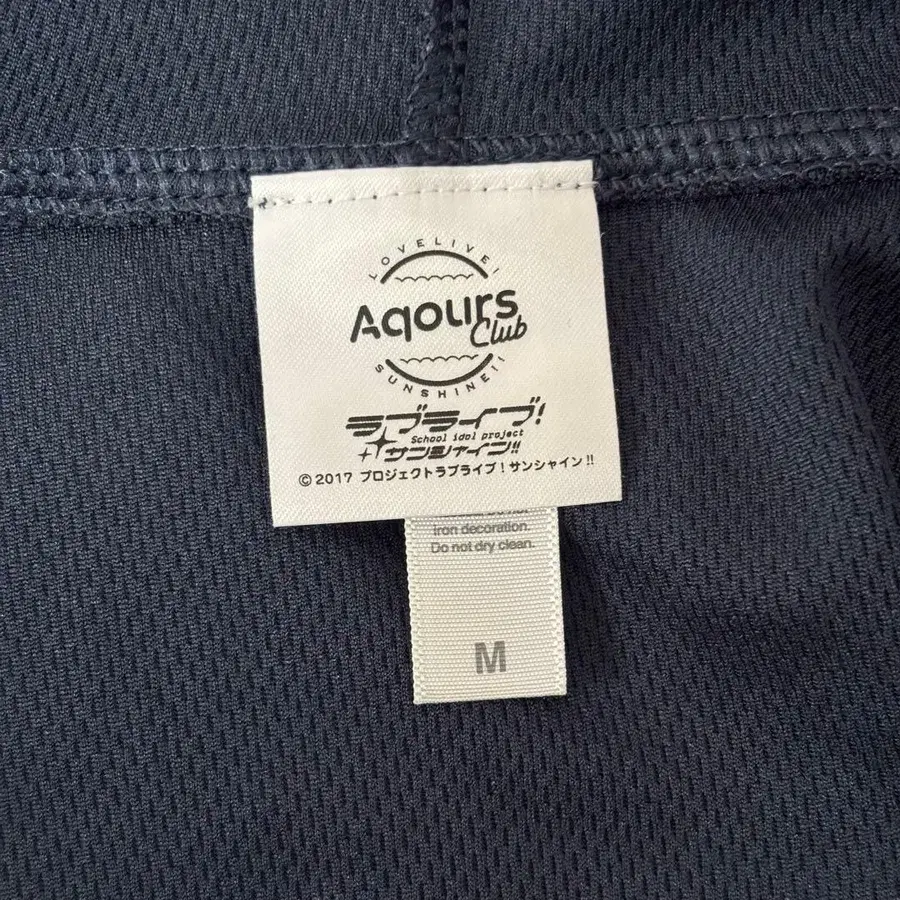 LOVELIVE!
Aqours
Club
SUNSHINE!!
ラブライブ!
School idol project
サンシャイン!!
©2017 プロジェクトラブライブ！サンシャイン!!
iron decoration.
Do not dry clean.
M